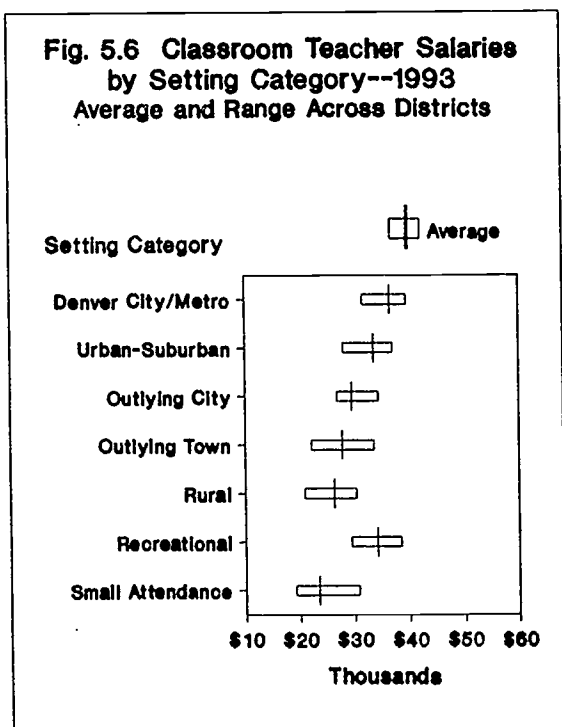 Fig. 5.6 Classroom Teacher Salaries
by Setting Category--1993
Average and Range Across Districts
Average
Setting Category
Denver City/Metro
Urban-Suburban
Outlying City
Outlying Town
Rural
Recreational
Small Attendance
$10 $20 $30 $40 $50 $60
Thousands